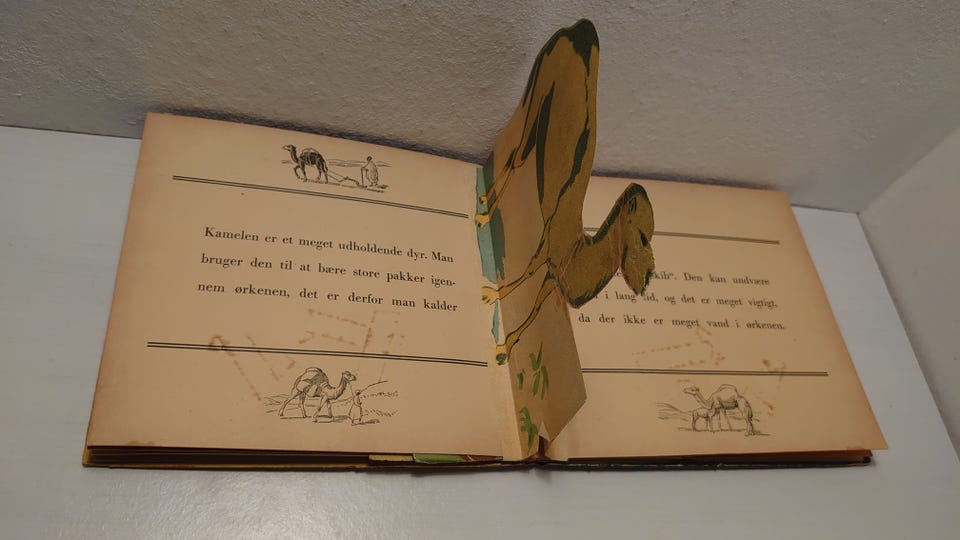 Kamelen er et meget udholdende dyr. Man
bruger den til at bære store pakker igen-
nem ørkenen, det er derfor man kalder
Den kan undvære
i lang tid, og det er meget vigtigt,
da der ikke er meget vand i ørkenen.